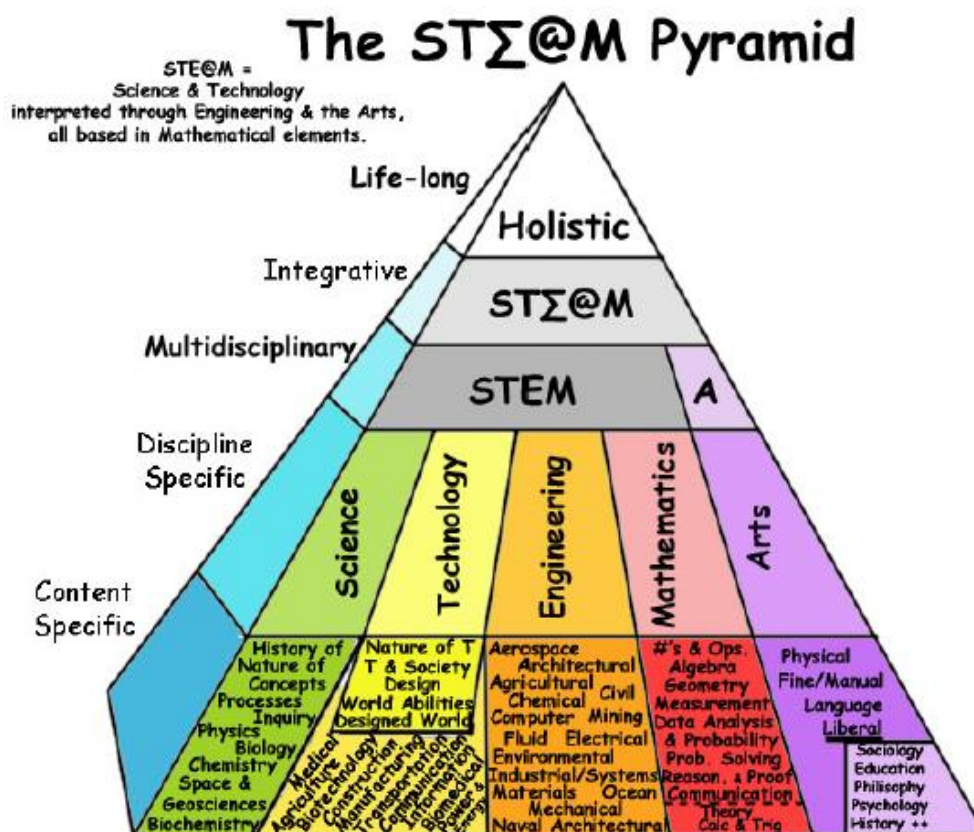 The ST∑@M Pyramid
STE@M =
Science & Technology
interpreted through Engineering & the Arts,
all based in Mathematical elements.
Life-long
Holistic
Integrative
ST∑@M
Multidisciplinary
STEM
A
Discipline
Specific
Science
Technology
Engineering
Mathematics
Arts
Content
Specific
History of
Nature of
Concepts
Processes
Inquiry
Physics
Biology
Chemistry
Space &
Geosciences
Biochemistry
Nature of T
T & Society
Design
World Abilities
Designed World
Medical
Agriculture
Biotechnology
Construction
Manufacturing
Transportation
Communication
Information
Biomedical
Power &
Energy
Aerospace
Architectural
Agricultural
Chemical Civil
Computer Mining
Fluid Electrical
Environmental
Industrial/Systems
Materials Ocean
Mechanical
Naval Architectural
#'s & Ops.
Algebra
Geometry
Measurement
Data Analysis
& Probability
Prob. Solving
Reason. & Proof
Communication
Theory
Calc & Trig
Physical
Fine/Manual
Language
Liberal
Sociology
Education
Philisophy
Psychology
History ++